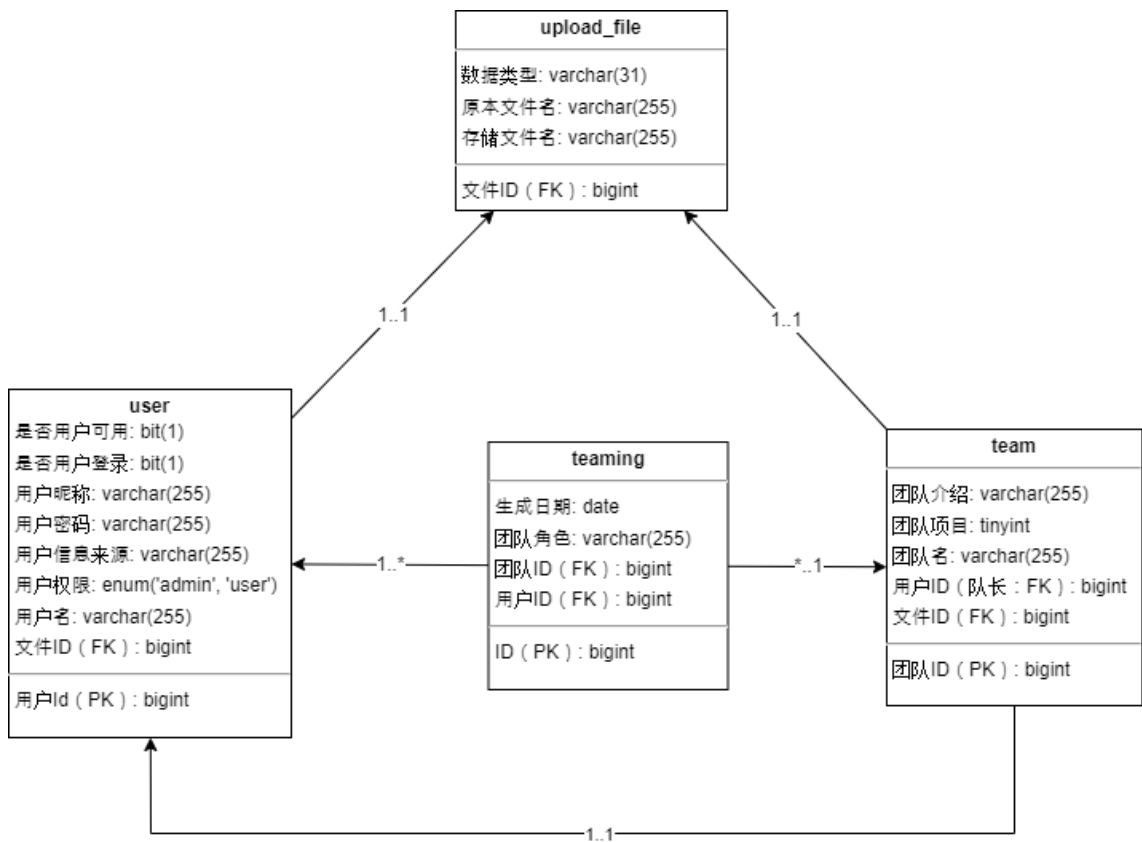 upload_file
数据类型: varchar(31)
原本文件名: varchar(255)
存储文件名: varchar(255)
文件ID（FK）: bigint
1..1
1..1
user
是否用户可用: bit(1)
是否用户登录: bit(1)
用户昵称: varchar(255)
用户密码: varchar(255)
用户信息来源: varchar(255)
用户权限: enum('admin', 'user')
用户名: varchar(255)
文件ID（FK）: bigint
用户Id（PK）: bigint
1..*
teaming
生成日期: date
团队角色: varchar(255)
团队ID（FK）: bigint
用户ID（FK）: bigint
ID（PK）: bigint
*..1
team
团队介绍: varchar(255)
团队项目: tinyint
团队名: varchar(255)
用户ID（队长：FK）: bigint
文件ID（FK）: bigint
团队ID（PK）: bigint
1..1